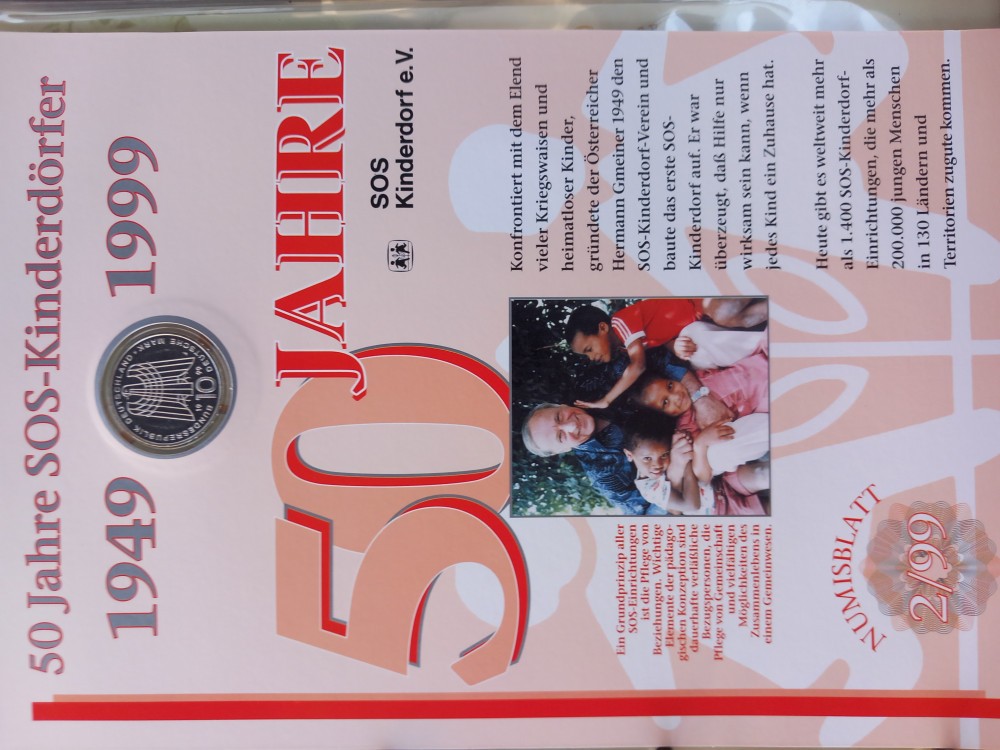 50 Jahre SOS-Kinderdörfer
1949 1999
BUNDESREPUBLIK DEUTSCHLAND
10
DEUTSCHE MARK
50 JAHRE
SOS
Kinderdorf e.V.
Konfrontiert mit dem Elend
vieler Kriegswaisen und
heimatloser Kinder,
gründete der Österreicher
Hermann Gmeiner 1949 den
SOS-Kinderdorf-Verein und
baute das erste SOS-
Kinderdorf auf. Er war
überzeugt, daß Hilfe nur
wirksam sein kann, wenn
jedes Kind ein Zuhause hat.
Heute gibt es weltweit mehr
als 1.400 SOS-Kinderdorf-
Einrichtungen, die mehr als
200.000 jungen Menschen
in 130 Ländern und
Territorien zugute kommen.
Ein Grundprinzip aller
SOS-Einrichtungen
ist die Pflege von
Beziehungen. Wichtige
Elemente der pädago-
gischen Konzeption sind
dauerhafte verläßliche
Bezugspersonen, die
Pflege von Gemeinschaft
und vielfältigen
Möglichkeiten des
Zusammenlebens in
einem Gemeinwesen.
NUMISBLATT
2/99